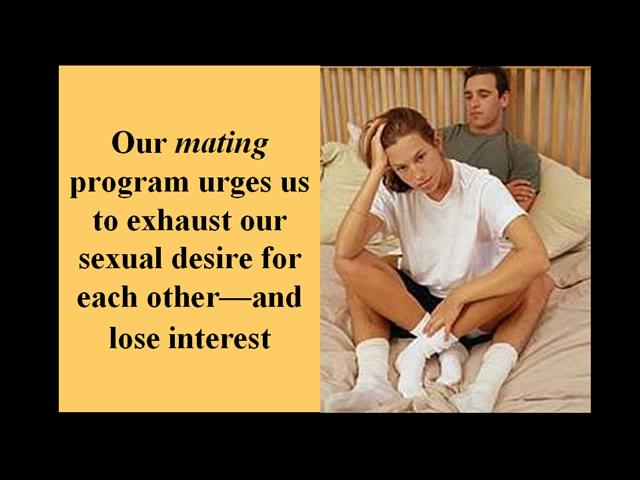 Our mating
program urges us
to exhaust our
sexual desire for
each other—and
lose interest